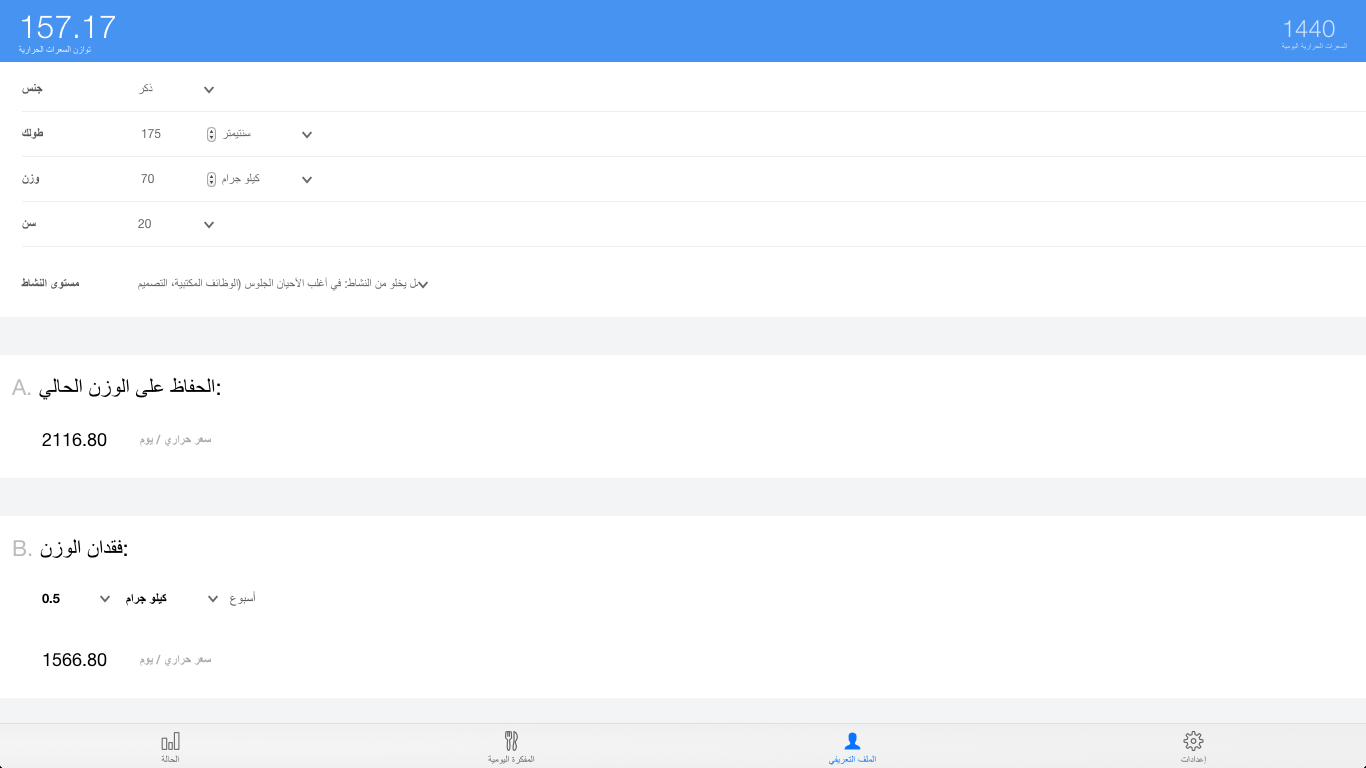 157.17
توازن السعرات الحرارية
1440
السعرات الحرارية اليومية
جنس ذكر
طولك 175 سنتيمتر
وزن 70 كيلو جرام
سن 20
مستوى النشاط ل يخلو من النشاط: في أغلب الأحيان الجلوس (الوظائف المكتبية، التصميم
A. الحفاظ على الوزن الحالي:
2116.80 سعر حراري / يوم
B. فقدان الوزن:
0.5 كيلو جرام أسبوع
1566.80 سعر حراري / يوم
الحالة
المفكرة اليومية
الملف التعريفي
إعدادات